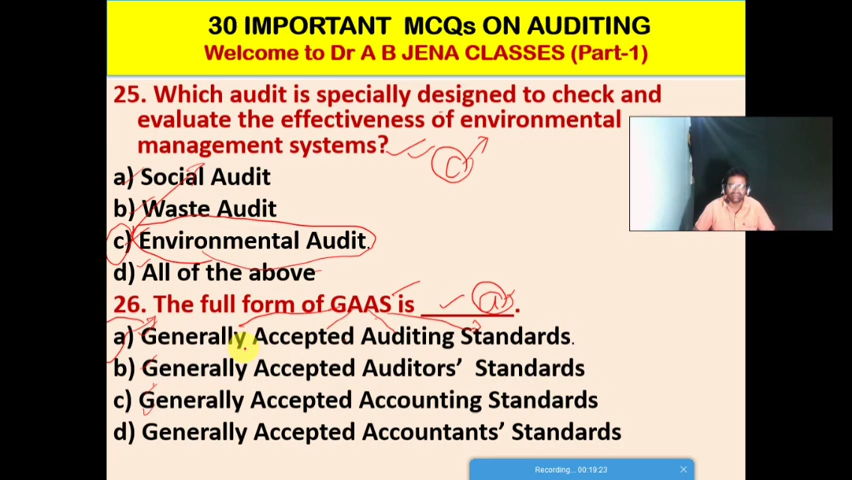 30 IMPORTANT MCQs ON AUDITING
Welcome to Dr A B JENA CLASSES (Part-1)
25. Which audit is specially designed to check and
evaluate the effectiveness of environmental
management systems?
c
a) Social Audit
b) Waste Audit
c) Environmental Audit.
d) All of the above
26. The full form of GAAS is ________.
a
a) Generally Accepted Auditing Standards.
b) Generally Accepted Auditors’ Standards
c) Generally Accepted Accounting Standards
d) Generally Accepted Accountants’ Standards
Recording... 00:19:23